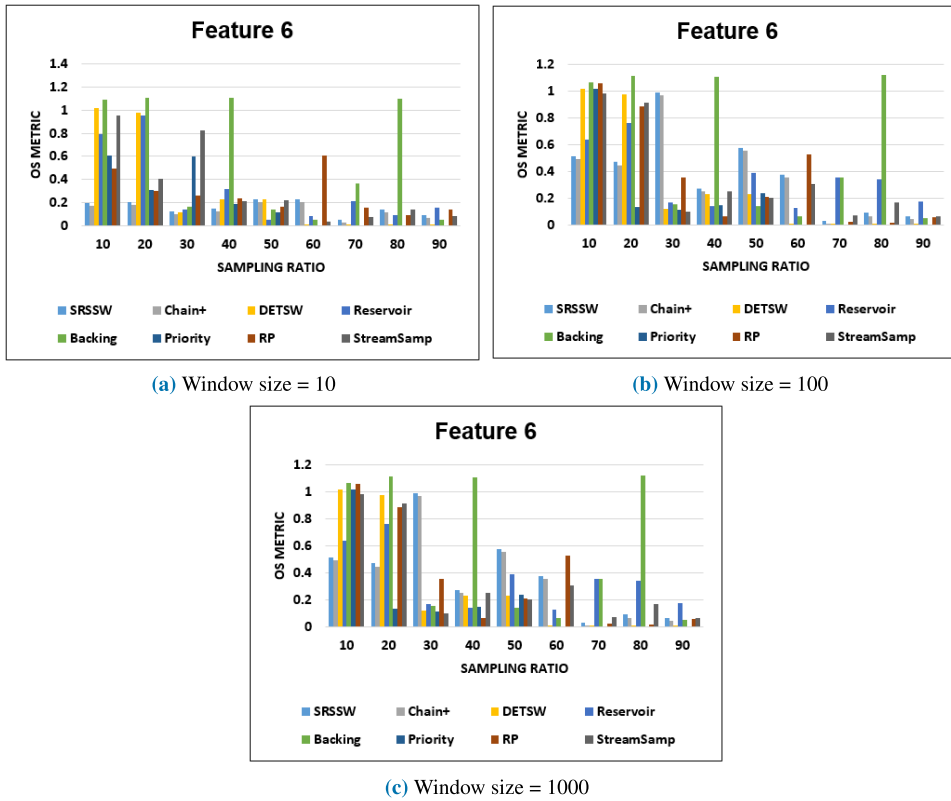 Feature 6
1.4
1.2
1
0.8
0.6
0.4
0.2
0
OS METRIC
10 20 30 40 50 60 70 80 90
SAMPLING RATIO
SRSSW Chain+ DETSW Reservoir
Backing Priority RP StreamSamp
(a) Window size = 10
Feature 6
1.2
1
0.8
0.6
0.4
0.2
0
OS METRIC
10 20 30 40 50 60 70 80 90
SAMPLING RATIO
SRSSW Chain+ DETSW Reservoir
Backing Priority RP StreamSamp
(b) Window size = 100
Feature 6
1.2
1
0.8
0.6
0.4
0.2
0
OS METRIC
10 20 30 40 50 60 70 80 90
SAMPLING RATIO
SRSSW Chain+ DETSW Reservoir
Backing Priority RP StreamSamp
(c) Window size = 1000